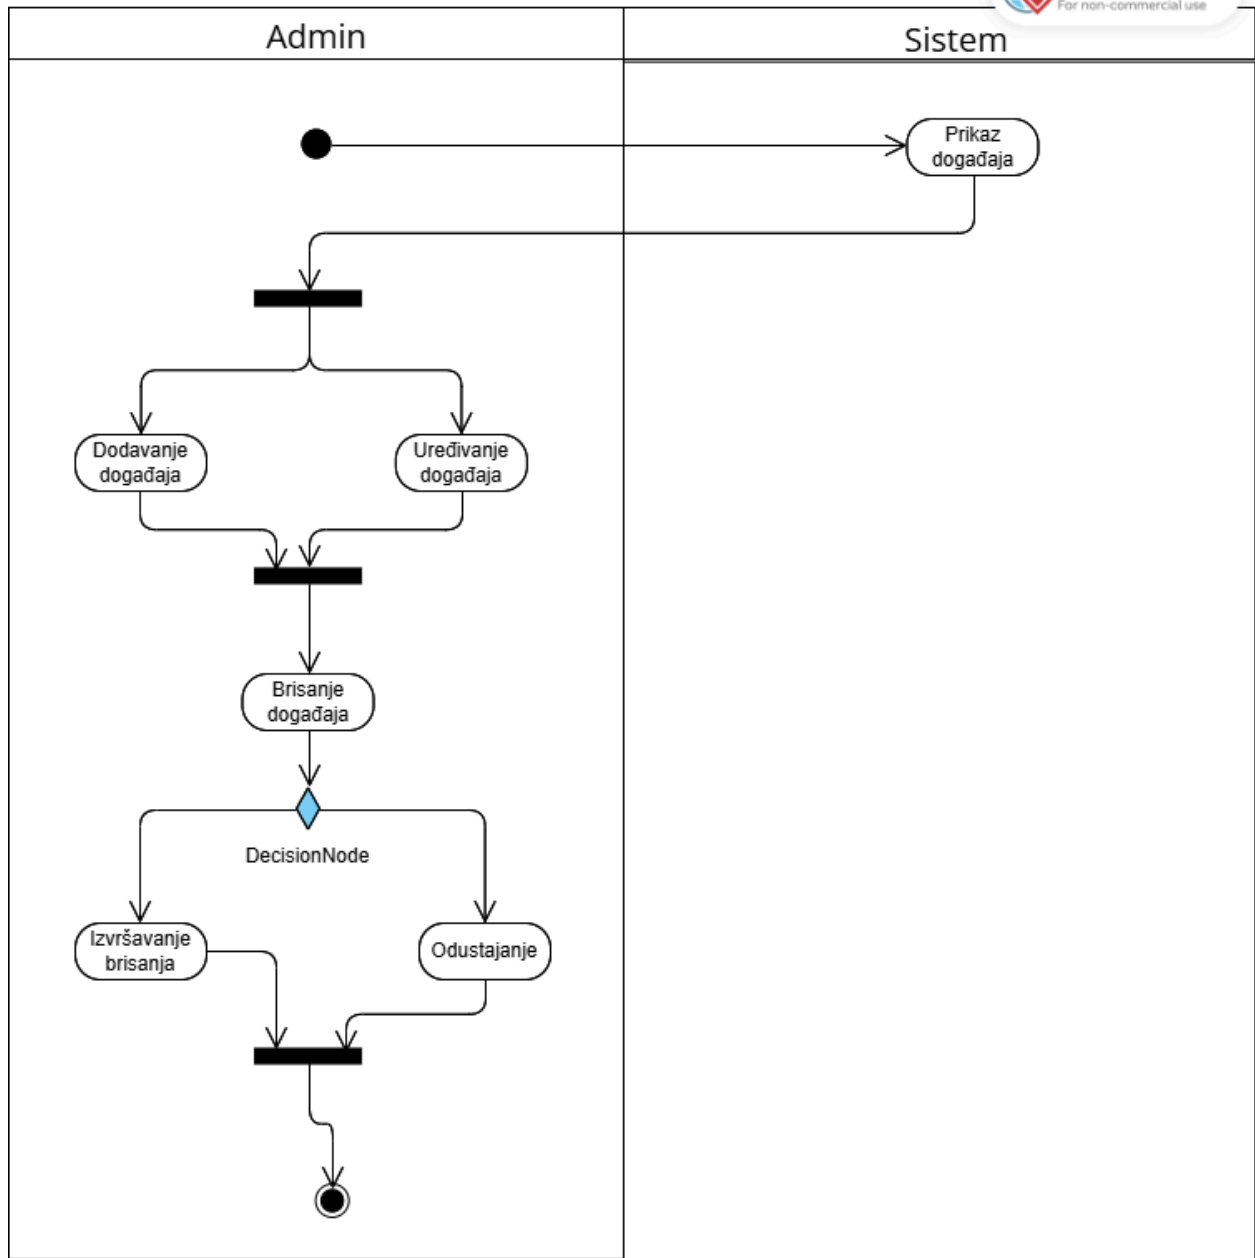 For non-commercial use
Admin
Sistem
Prikaz
događaja
Dodavanje
događaja
Uređivanje
događaja
Brisanje
događaja
DecisionNode
Izvršavanje
brisanja
Odustajanje